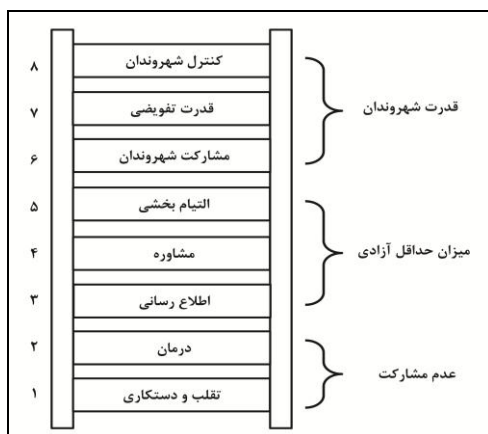 ۸ کنترل شهروندان
۷ قدرت تفویضی
قدرت شهروندان
۶ مشارکت شهروندان
۵ التیام بخشی
۴ مشاوره
میزان حداقل آزادی
۳ اطلاع رسانی
۲ درمان
عدم مشارکت
۱ تقلب و دستکاری